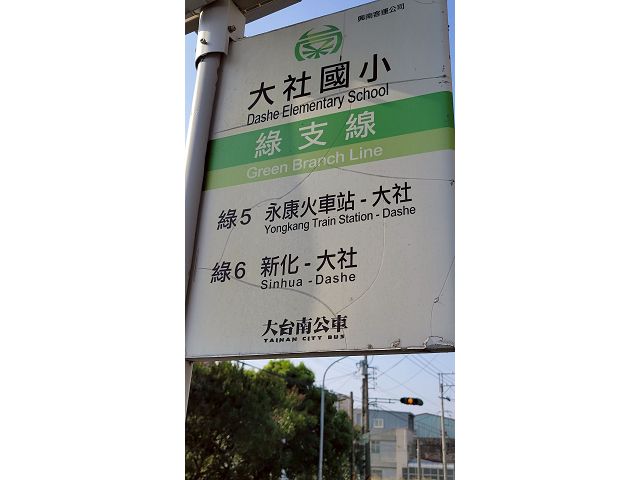 興南客運公司
大社國小
Dashe Elementary School
綠支線
Green Branch Line
綠5 永康火車站 - 大社
Yongkang Train Station - Dashe
綠6 新化 - 大社
Sinhua - Dashe
大台南公車
TAINAN CITY BUS